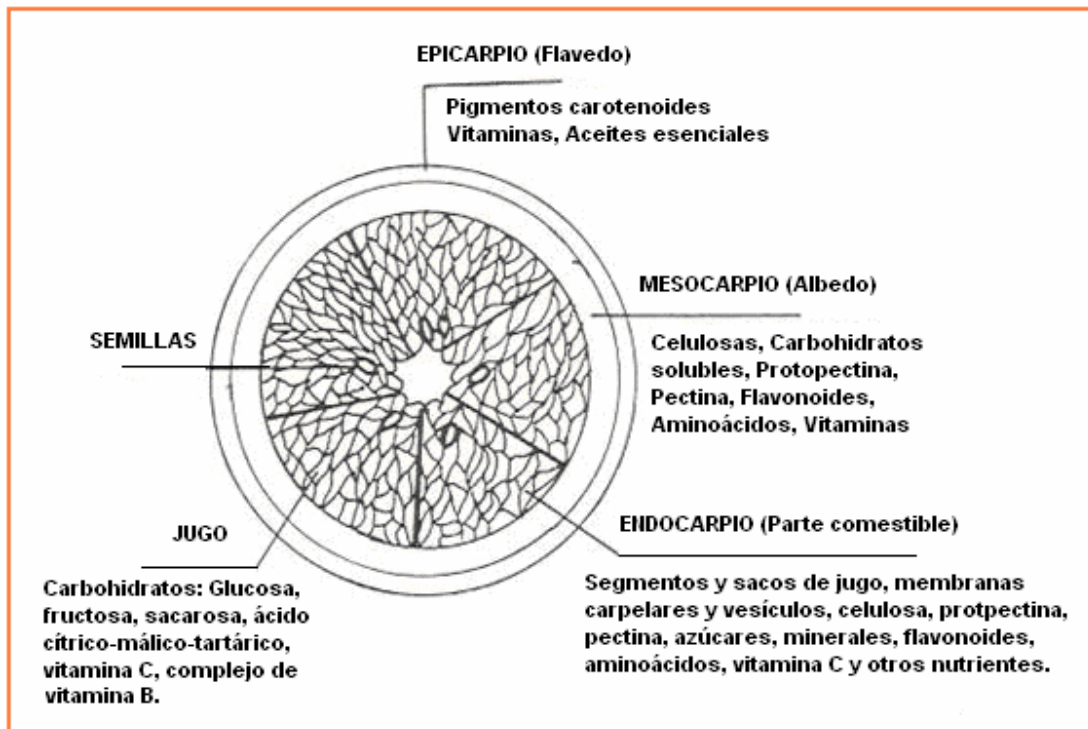 EPICARPIO (Flavedo)
Pigmentos carotenoides
Vitaminas, Aceites esenciales
MESOCARPIO (Albedo)
Celulosas, Carbohidratos
solubles, Protopectina,
Pectina, Flavonoides,
Aminoácidos, Vitaminas
SEMILLAS
JUGO
Carbohidratos: Glucosa,
fructosa, sacarosa, ácido
cítrico-málico-tartárico,
vitamina C, complejo de
vitamina B.
ENDOCARPIO (Parte comestible)
Segmentos y sacos de jugo, membranas
carpelares y vesículos, celulosa, protpectina,
pectina, azúcares, minerales, flavonoides,
aminoácidos, vitamina C y otros nutrientes.